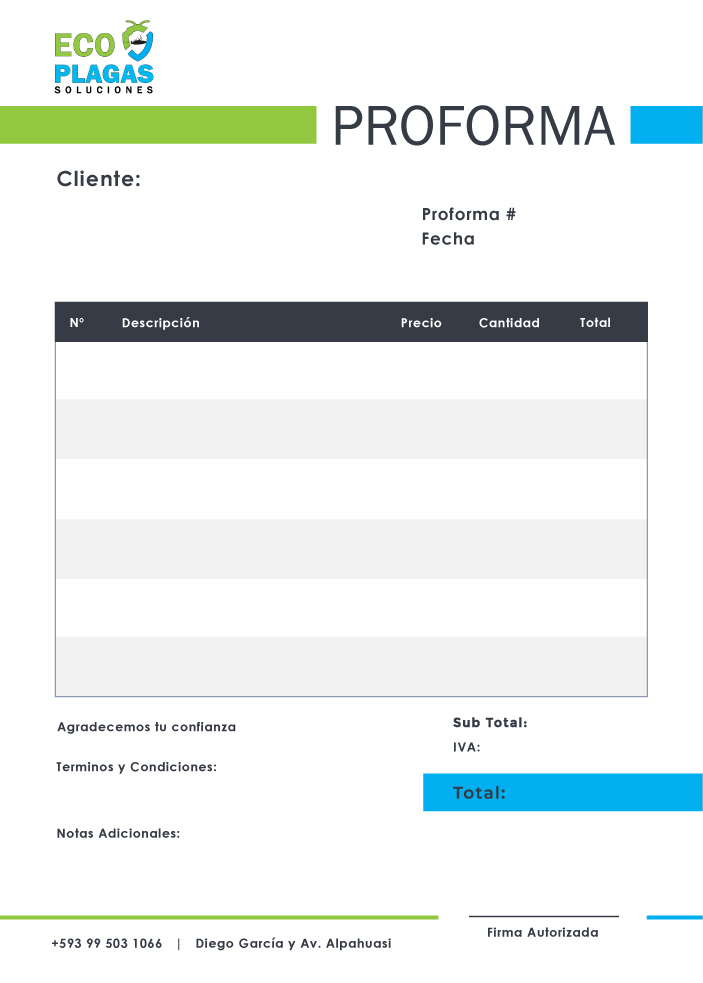 ECO
PLAGAS
SOLUCIONES
PROFORMA
Cliente:
Proforma #
Fecha
Nº Descripción Precio Cantidad Total
Agradecemos tu confianza
Sub Total:
IVA:
Terminos y Condiciones:
Total:
Notas Adicionales:
Firma Autorizada
+593 99 503 1066 | Diego García y Av. Alpahuasi